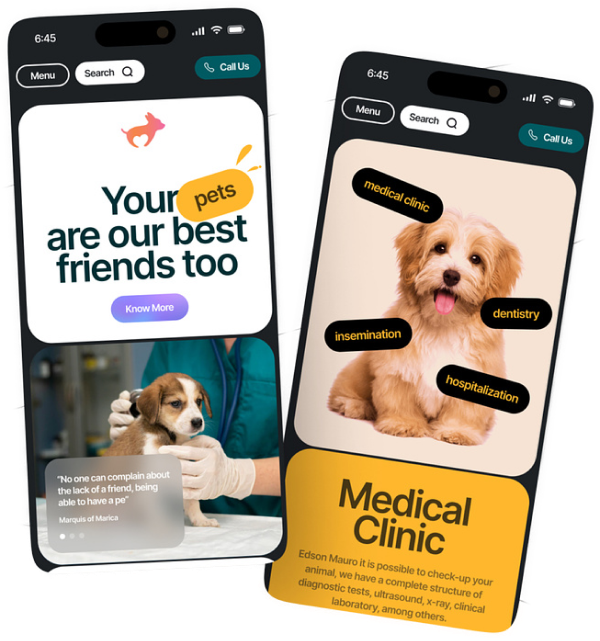 6:45
Menu
Search
Call Us
Your pets
are our best
friends too
Know More
"No one can complain about
the lack of a friend, being
able to have a pe"
Marquis of Marica
6:45
Menu
Search
Call Us
medical clinic
dentistry
insemination
hospitalization
Medical
Clinic
Edson Mauro it is possible to check-up your
animal, we have a complete structure of
diagnostic tests, ultrasound, x-ray, clinical
laboratory, among others.